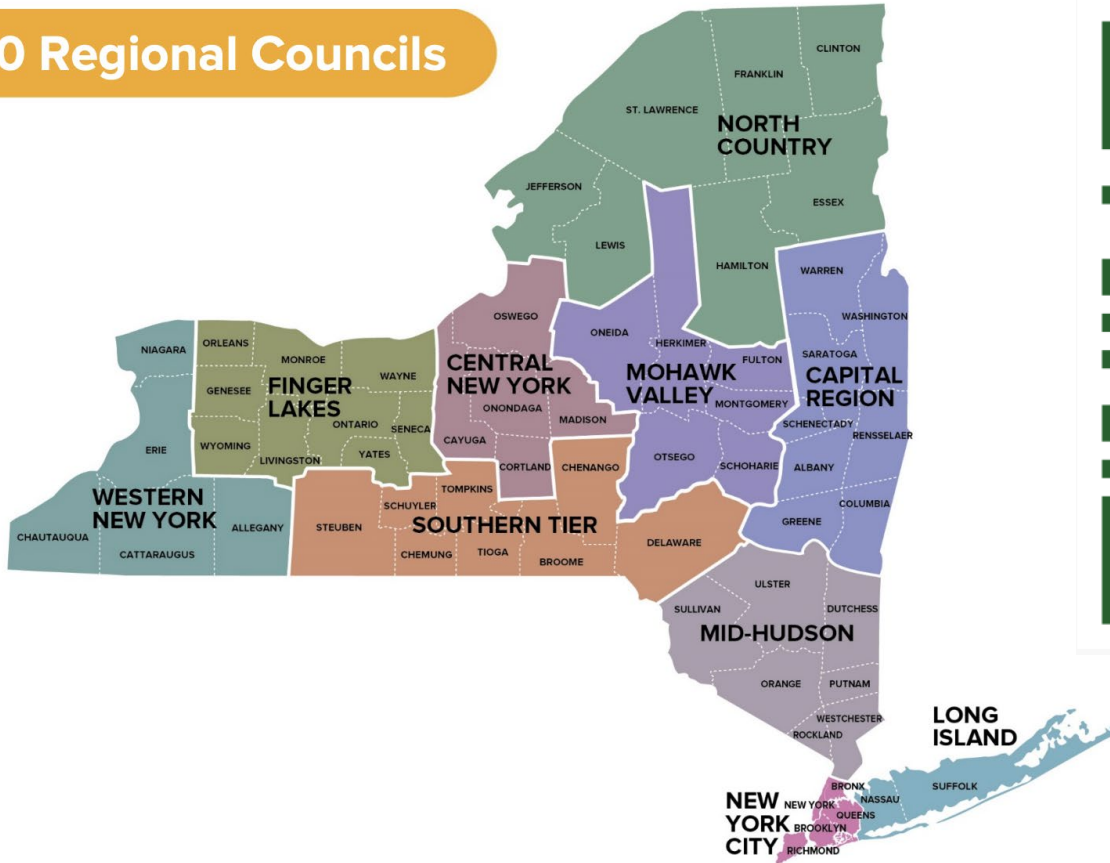 0 Regional Councils
CLINTON
FRANKLIN
ST. LAWRENCE
NORTH
COUNTRY
JEFFERSON
ESSEX
LEWIS
HAMILTON
WARREN
OSWEGO
WASHINGTON
ONEIDA
HERKIMER
NIAGARA
ORLEANS
MONROE
WAYNE
FULTON
SARATOGA
CENTRAL
NEW YORK
MOHAWK
VALLEY
CAPITAL
REGION
GENESEE
FINGER
LAKES
MONTGOMERY
ONONDAGA
MADISON
ONTARIO
SENECA
SCHENECTADY
RENSSELAER
CAYUGA
ERIE
WYOMING
LIVINGSTON
YATES
CORTLAND
CHENANGO
OTSEGO
SCHOHARIE
ALBANY
WESTERN
NEW YORK
TOMPKINS
SCHUYLER
COLUMBIA
GREENE
ALLEGANY
STEUBEN
SOUTHERN TIER
CHAUTAUQUA
CATTARAUGUS
CHEMUNG
TIOGA
BROOME
DELAWARE
ULSTER
SULLIVAN
DUTCHESS
MID-HUDSON
ORANGE
PUTNAM
WESTCHESTER
ROCKLAND
LONG
ISLAND
SUFFOLK
BRONX
NASSAU
NEW
YORK
CITY
NEW YORK
QUEENS
BROOKLYN
RICHMOND